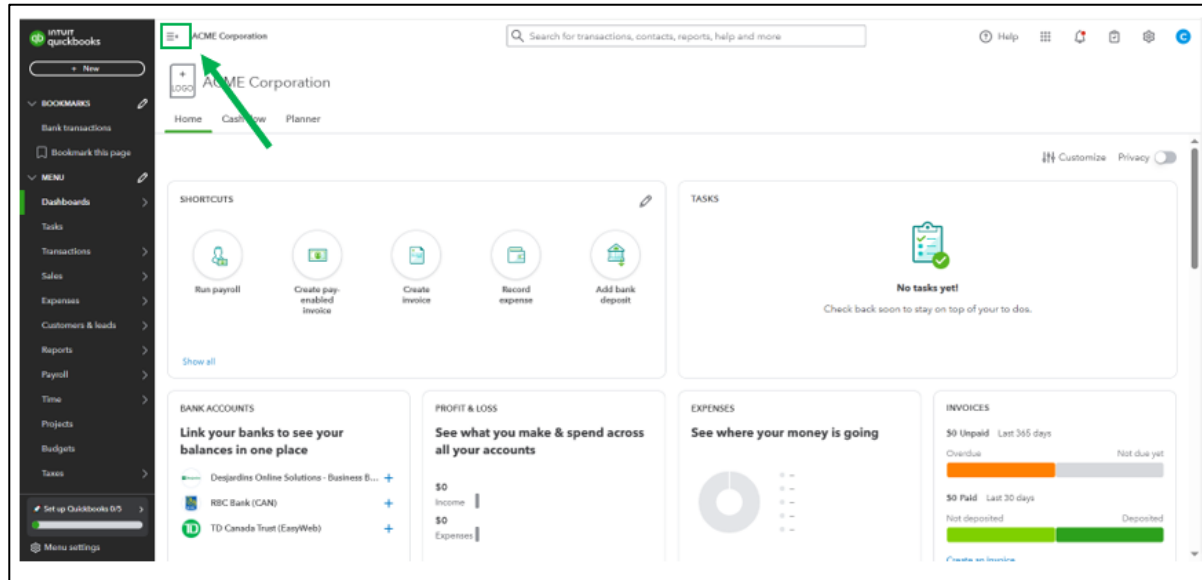 INTUIT
quickbooks
ACME Corporation
Search for transactions, contacts, reports, help and more
Help
C
+ New
+
LOGO
ACME Corporation
BOOKMARKS
Home
Cash flow
Planner
Bank transactions
Bookmark this page
Customize
Privacy
MENU
Dashboards
Tasks
Transactions
Sales
Expenses
Customers & leads
Reports
Payroll
Time
Projects
Budgets
Taxes
Set up Quickbooks 0/5
Menu settings
SHORTCUTS
Run payroll
Create pay-
enabled
invoice
Create
invoice
Record
expense
Add bank
deposit
Show all
TASKS
No tasks yet!
Check back soon to stay on top of your to dos.
BANK ACCOUNTS
Link your banks to see your
balances in one place
Desjardins Online Solutions - Business B...
RBC Bank (CAN)
TD Canada Trust (EasyWeb)
PROFIT & LOSS
See what you make & spend across
all your accounts
$0
Income
$0
Expenses
EXPENSES
See where your money is going
INVOICES
$0 Unpaid Last 365 days
Overdue
Not due yet
$0 Paid Last 30 days
Not deposited
Deposited
Create an invoice